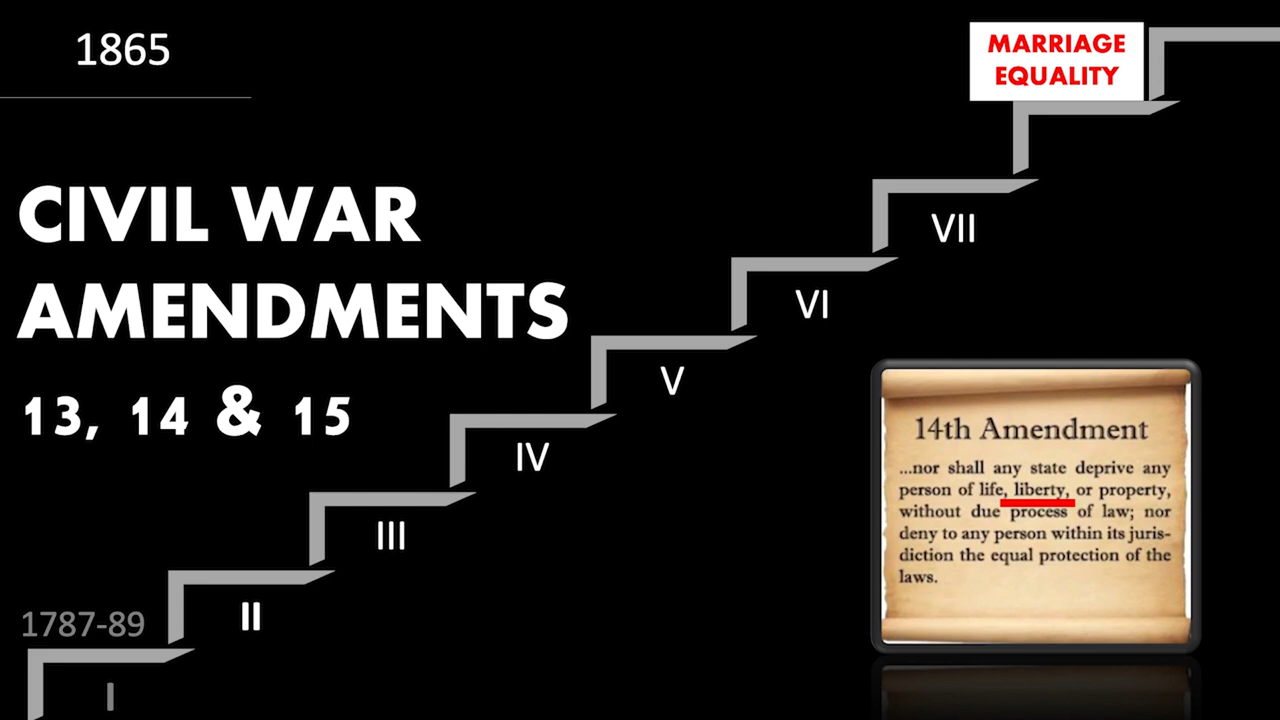 1865
MARRIAGE
EQUALITY
CIVIL WAR
AMENDMENTS
13, 14 & 15
VII
VI
V
IV
III
II
1787-89
I
14th Amendment
...nor shall any state deprive any
person of life, liberty, or property,
without due process of law; nor
deny to any person within its juris-
diction the equal protection of the
laws.